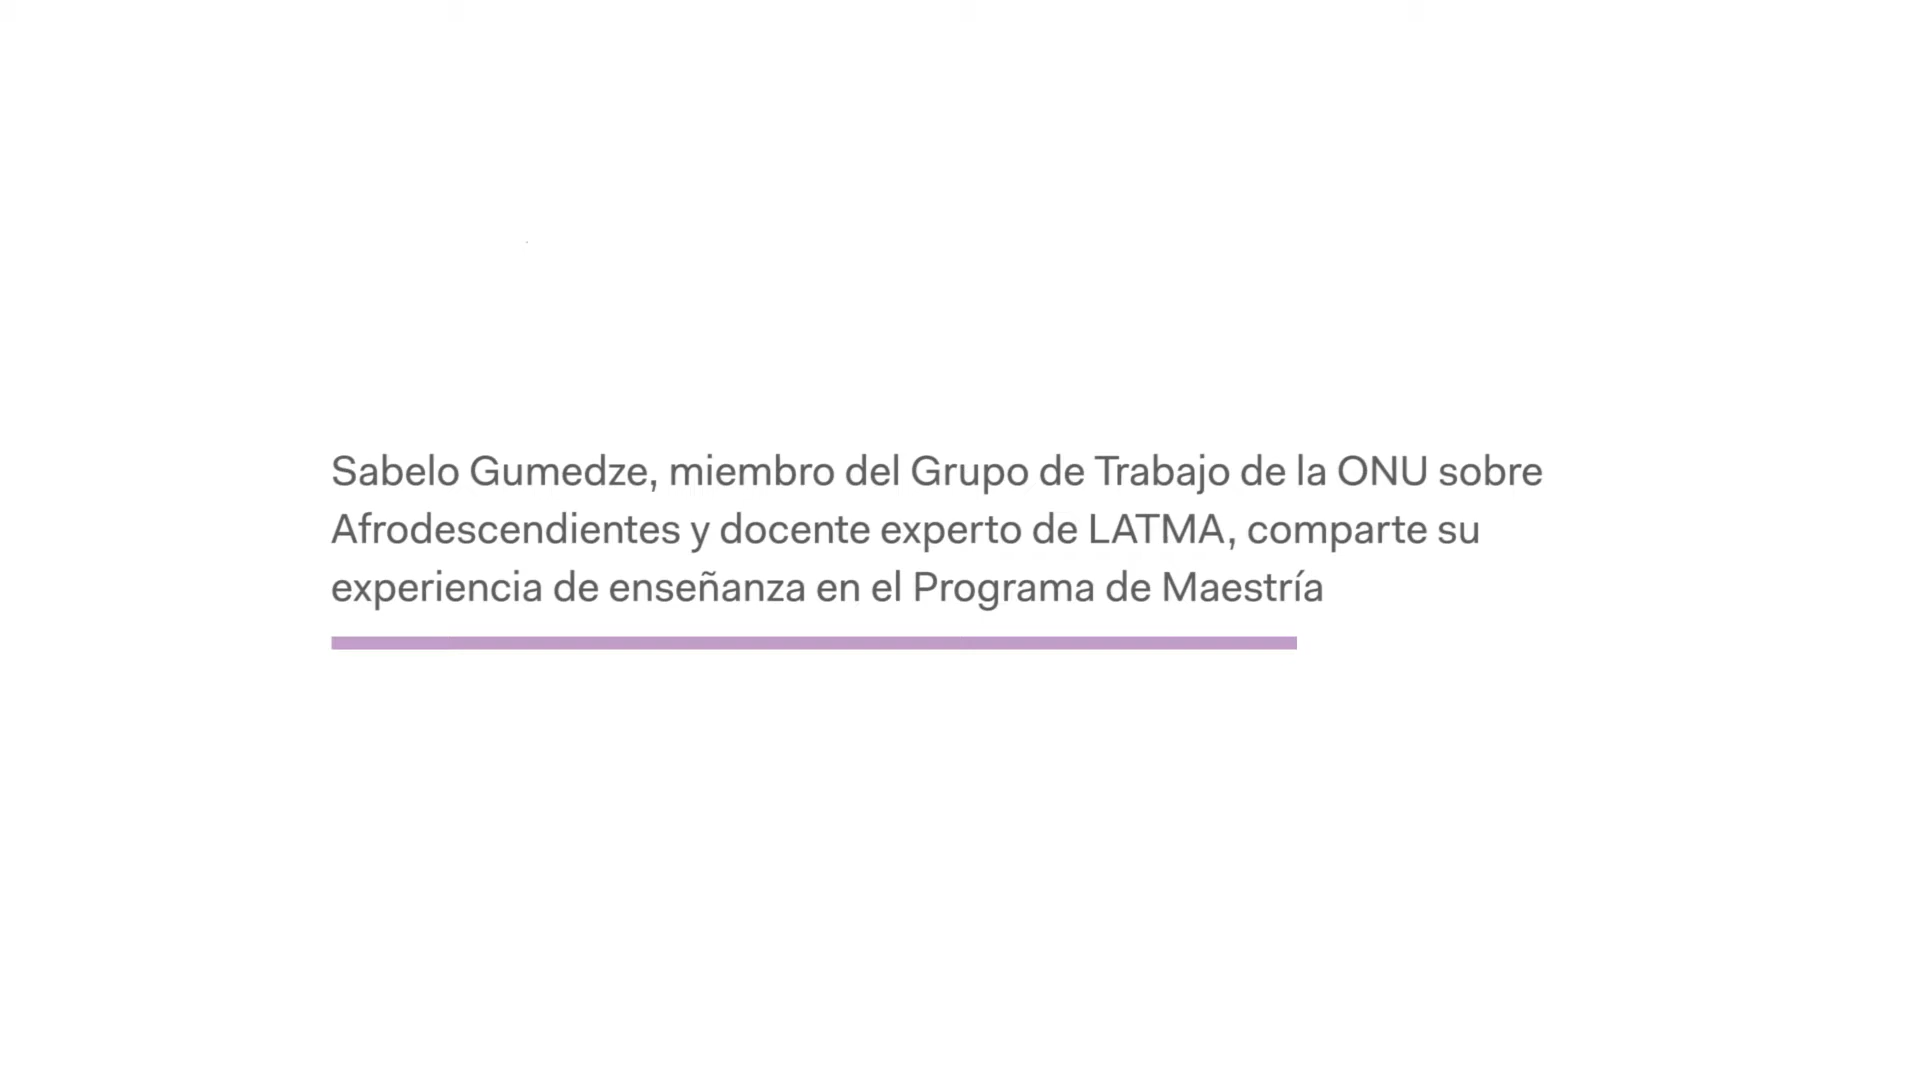 Sabelo Gumedze, miembro del Grupo de Trabajo de la ONU sobre
Afrodescendientes y docente experto de LATMA, comparte su
experiencia de enseñanza en el Programa de Maestría